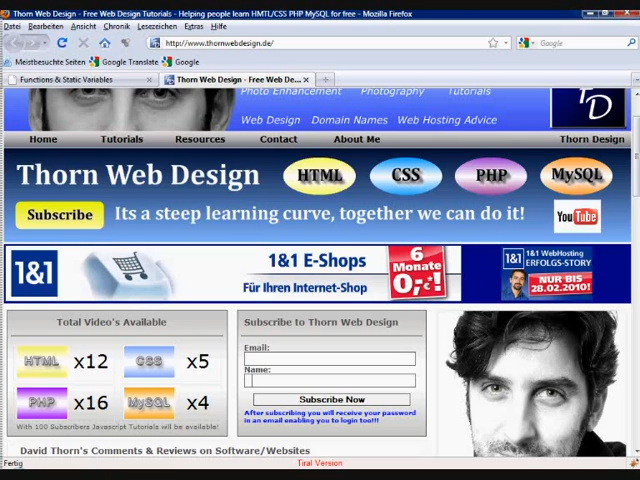 Thorn Web Design - Free Web Design Tutorials - Helping people learn HMTL/CSS PHP MySQL for free - Mozilla Firefox
Datei Bearbeiten Ansicht Chronik Lesezeichen Extras Hilfe
http://www.thornwebdesign.de/
Google
Meistbesuchte Seiten Google Translate Google
Functions & Static Variables
Thorn Web Design - Free Web De...
Photo Enhancement Photography Tutorials
Web Design Domain Names Web Hosting Advice
T
D
Home Tutorials Resources Contact About Me Thorn Design
Thorn Web Design HTML CSS PHP MySQL
Subscribe Its a steep learning curve, together we can do it! YouTube
1&1 1&1 E-Shops
Für Ihren Internet-Shop
6 Monate 0,-€*!
1&1 1&1 WebHosting
ERFOLGS-STORY
NUR BIS
28.02.2010!
Total Video's Available
HTML x12 CSS x5
PHP x16 MySQL x4
With 100 Subscribers Javascript Tutorials will be available!
Subscribe to Thorn Web Design
Email:
Name:
Subscribe Now
After subscribing you will receive your password
in an email enabling you to login too!!!
David Thorn's Comments & Reviews on Software/Websites
Fertig
Tiral Version